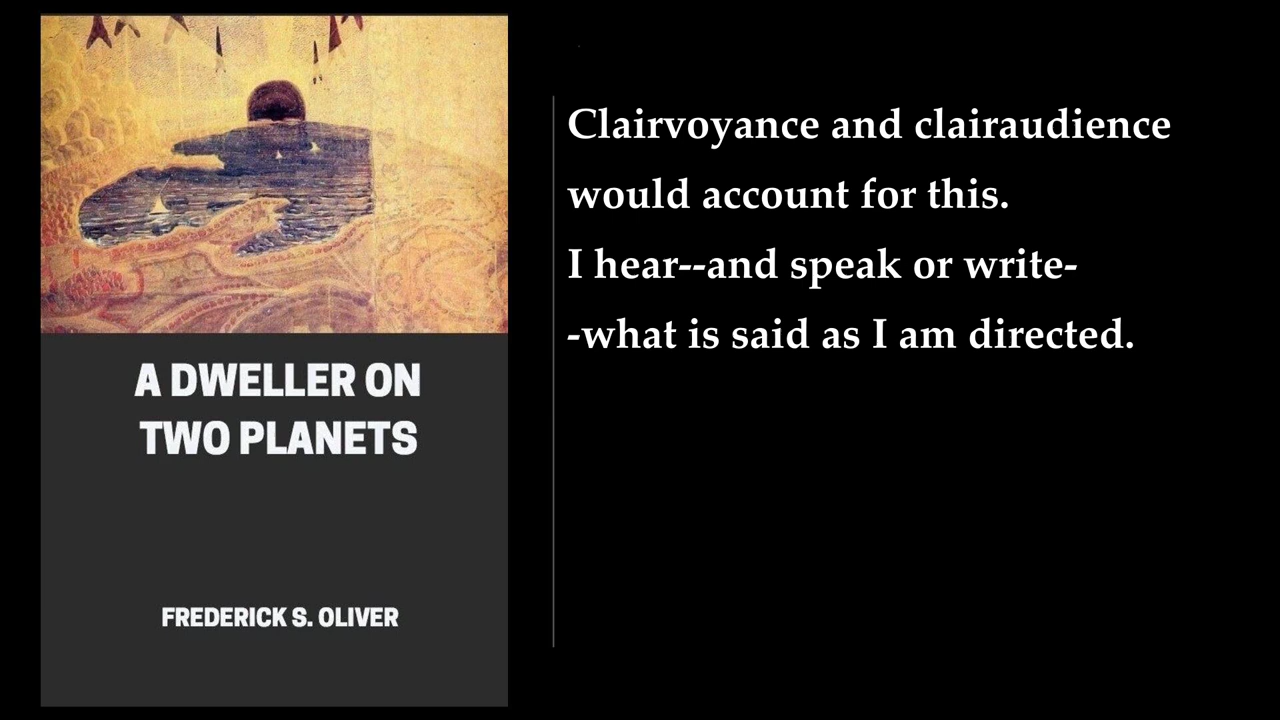 A DWELLER ON
TWO PLANETS
FREDERICK S. OLIVER
Clairvoyance and clairaudience
would account for this.
I hear--and speak or write-
-what is said as I am directed.